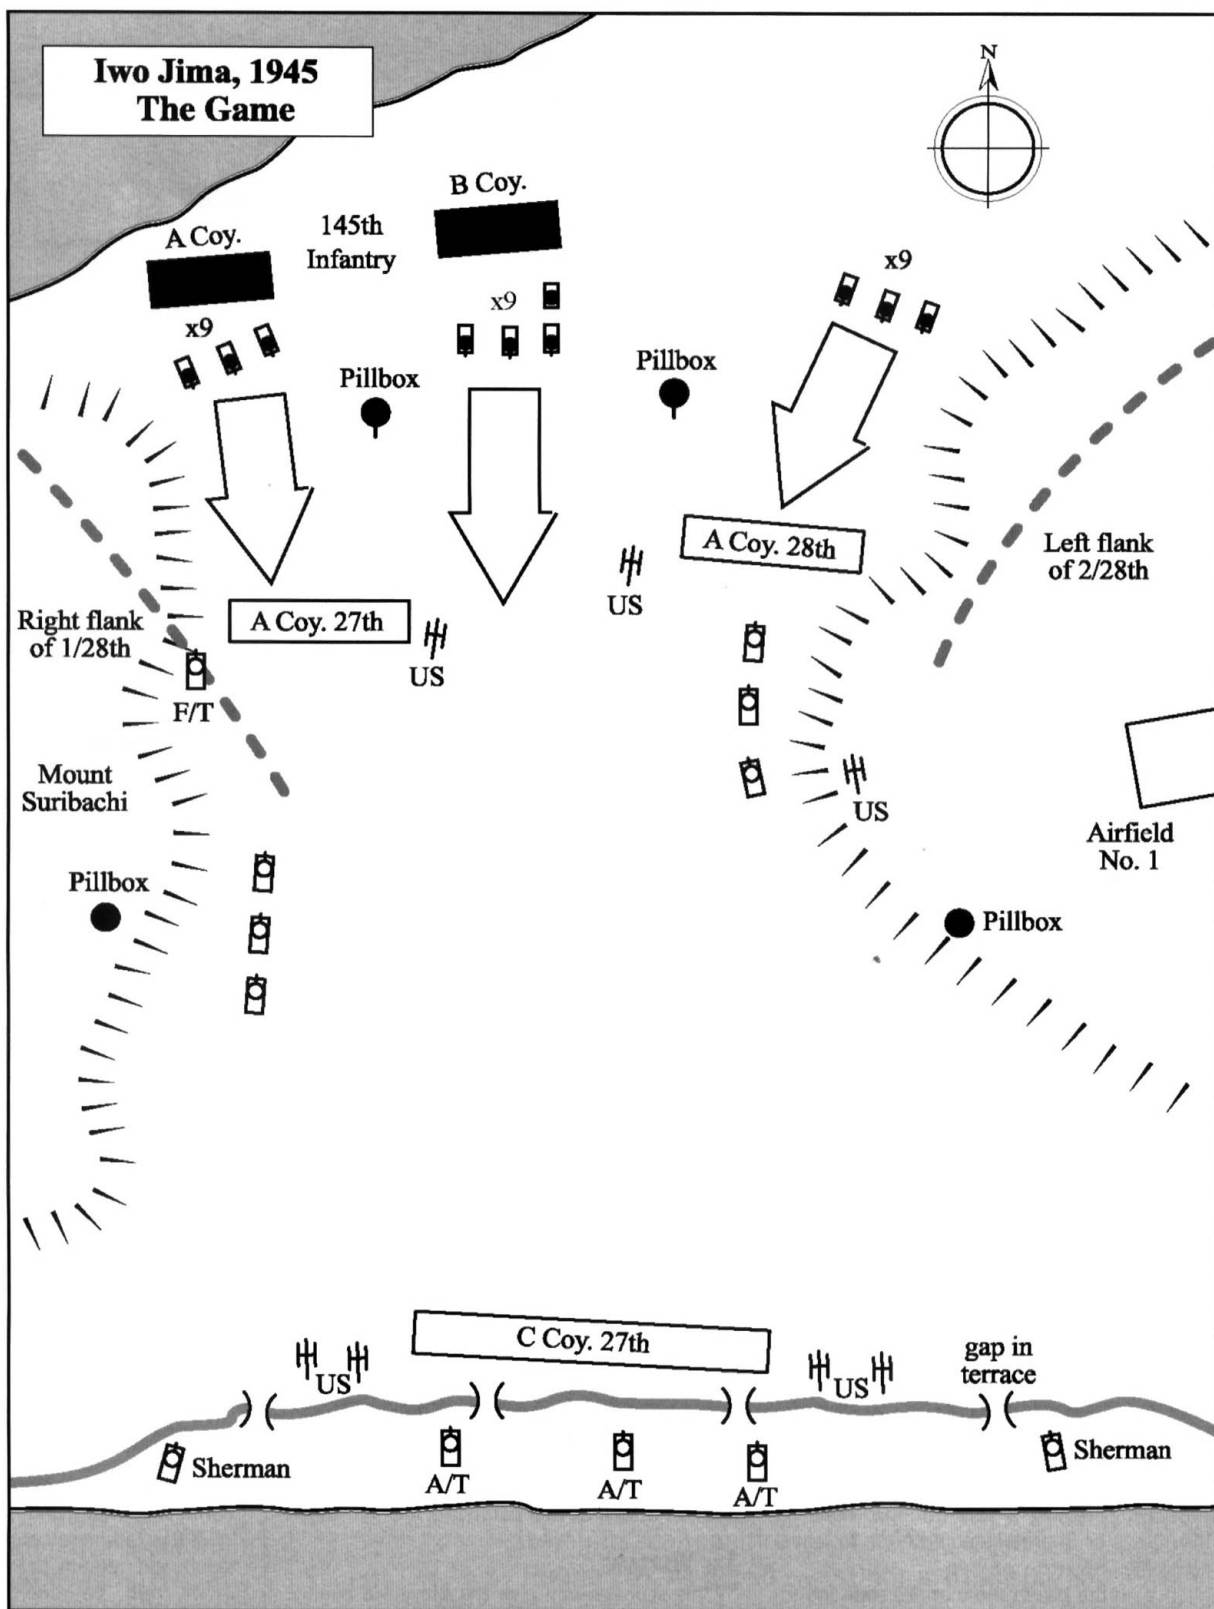 Iwo Jima, 1945
The Game
N
B Coy.
A Coy.
145th
Infantry
x9
x9
x9
Pillbox
Pillbox
A Coy. 28th
Left flank
of 2/28th
US
A Coy. 27th
Right flank
of 1/28th
US
F/T
Mount
Suribachi
US
Airfield
No. 1
Pillbox
Pillbox
C Coy. 27th
gap in
terrace
US
US
Sherman
A/T
A/T
A/T
Sherman